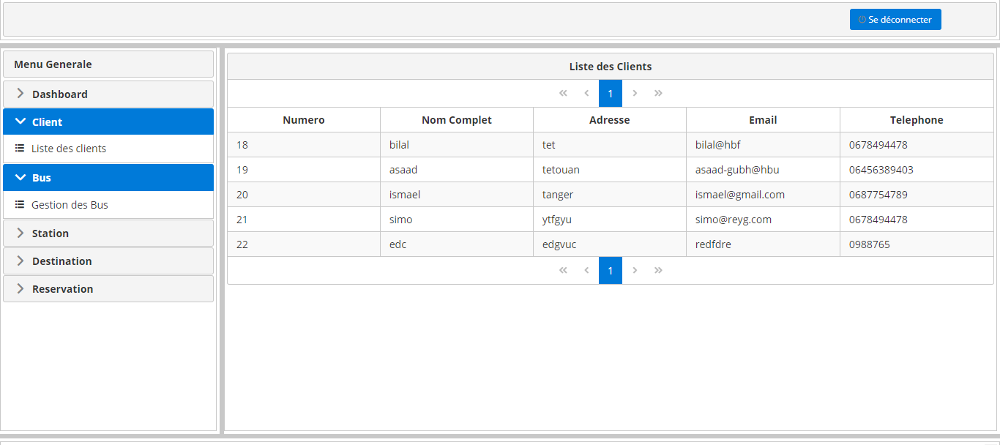 Se déconnecter
Menu Generale
Dashboard
Client
Liste des clients
Bus
Gestion des Bus
Station
Destination
Reservation
Liste des Clients
1
Numero Nom Complet Adresse Email Telephone
18 bilal tet bilal@hbf 0678494478
19 asaad tetouan asaad-gubh@hbu 06456389403
20 ismael tanger ismael@gmail.com 0687754789
21 simo ytfgyu simo@reyg.com 0678494478
22 edc edgvuc redfdre 0988765
1